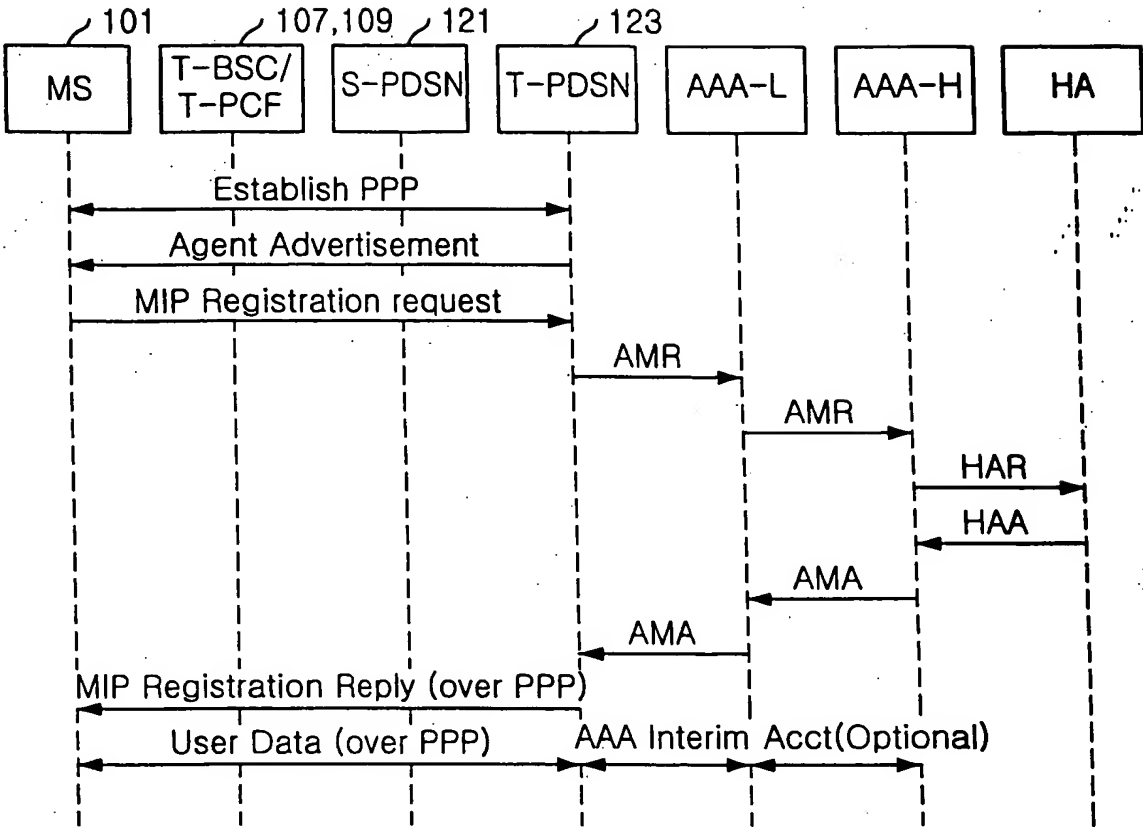 101
107,109
121
123
MS
T-BSC/
T-PCF
S-PDSN
T-PDSN
AAA-L
AAA-H
HA
Establish PPP
Agent Advertisement
MIP Registration request
AMR
AMR
HAR
HAA
AMA
AMA
MIP Registration Reply (over PPP)
User Data (over PPP)
AAA Interim Acct(Optional)